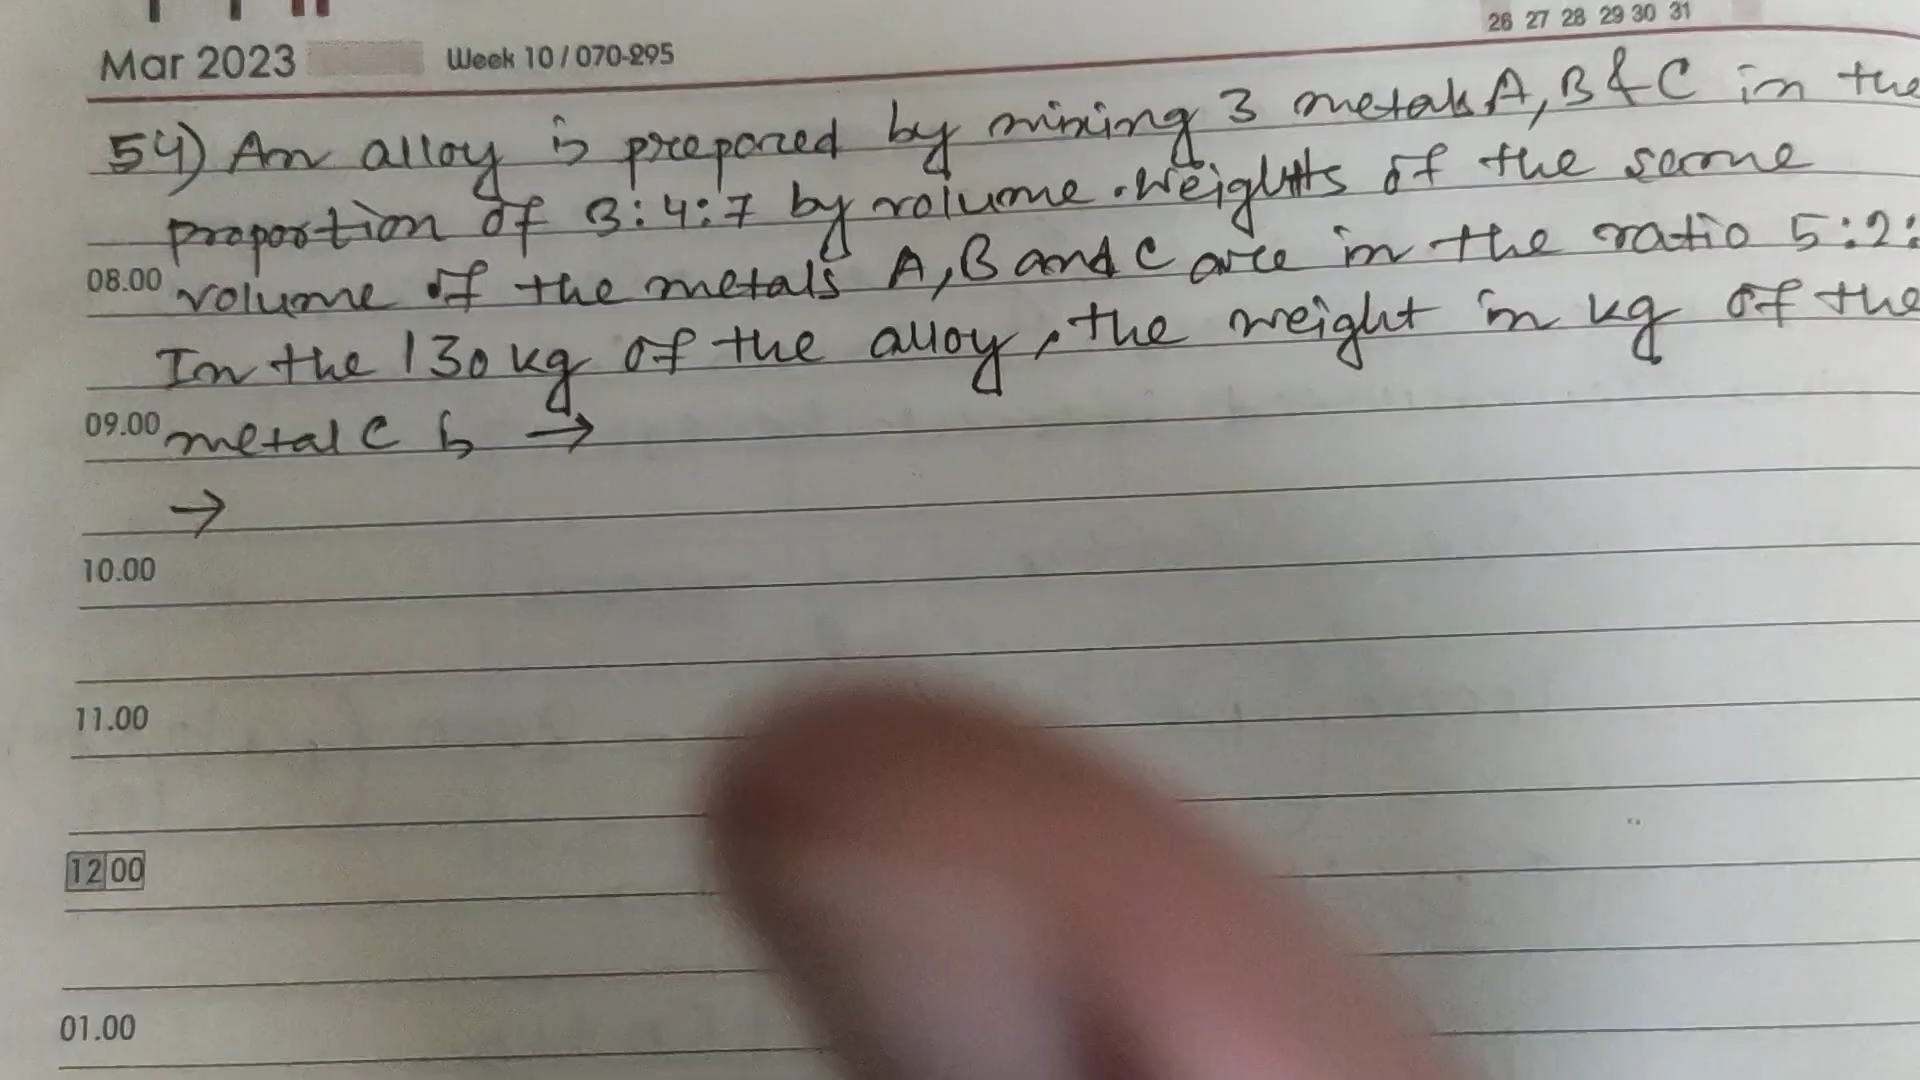 26 27 28 29 30 31
Mar 2023 Week 10 / 070-295
54) An alloy is prepared by mixing 3 metals A, B & C in the
proportion of 3:4:7 by volume. Weights of the same
08.00 volume of the metals A, B and C are in the ratio 5:2:
In the 130 kg of the alloy, the weight in kg of the
09.00 metal C is →
→
10.00
11.00
12 00
01.00